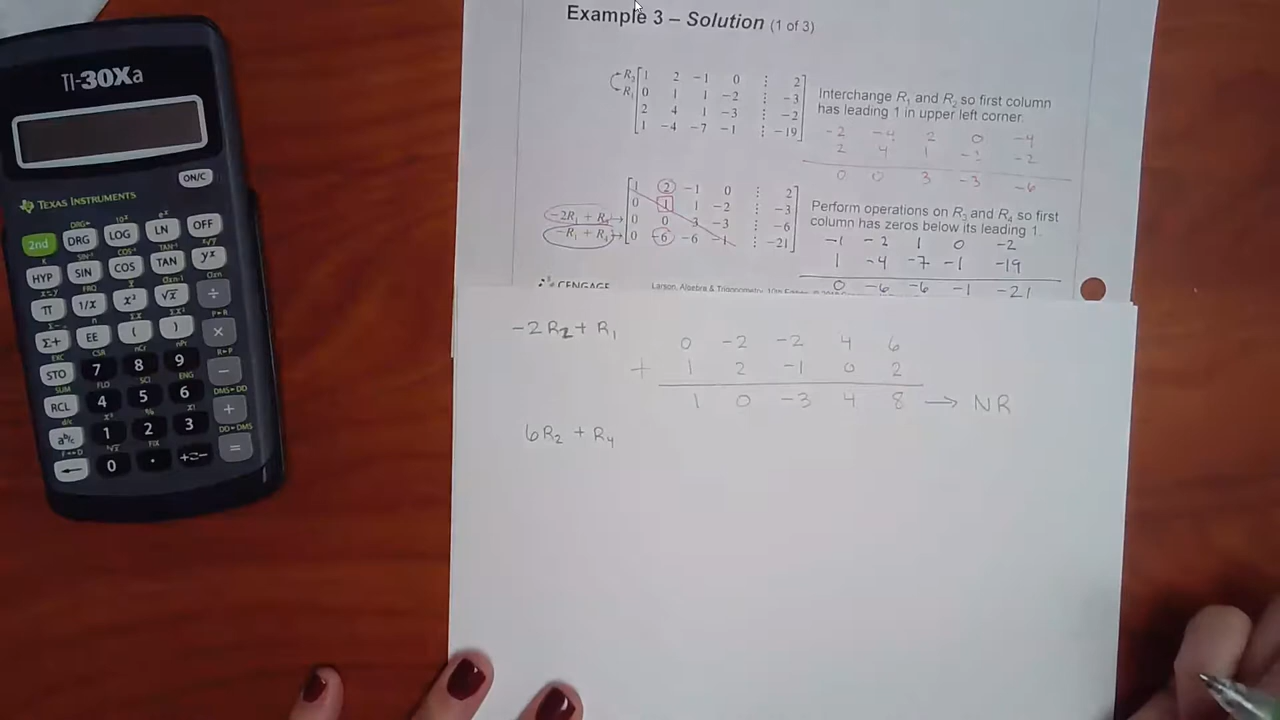 Example 3 – Solution (1 of 3)
R2 1 2 −1 0 ⋮ 2
R1 0 1 1 −2 ⋮ −3
2 4 1 −3 ⋮ −2
1 −4 −7 −1 ⋮ −19
Interchange R1 and R2 so first column
has leading 1 in upper left corner.
-2 -4 2 0 -4
2 4 1 -3 -2
0 0 3 -3 -6
1 2 −1 0 ⋮ 2
0 1 1 −2 ⋮ −3
−2R1 + R3 → 0 0 3 −3 ⋮ −6
−R1 + R4 → 0 −6 −6 −1 ⋮ −21
Perform operations on R3 and R4 so first
column has zeros below its leading 1.
-1 -2 1 0 -2
1 -4 -7 -1 -19
0 -6 -6 -1 -21
CENGAGE
Larson, Algebra & Trigonometry, 10th
-2R2 + R1
0 -2 -2 4 6
+ 1 2 -1 0 2
1 0 -3 4 8 → NR
6R2 + R4
TI-30Xa
TEXAS INSTRUMENTS
ON/C
2nd DRG LOG LN OFF
HYP SIN COS TAN yˣ
π 1/x x² √x ÷
Σ+ EE ( ) ×
STO 7 8 9 −
RCL 4 5 6 +
a b/c 1 2 3 =
← 0 . +⇆−